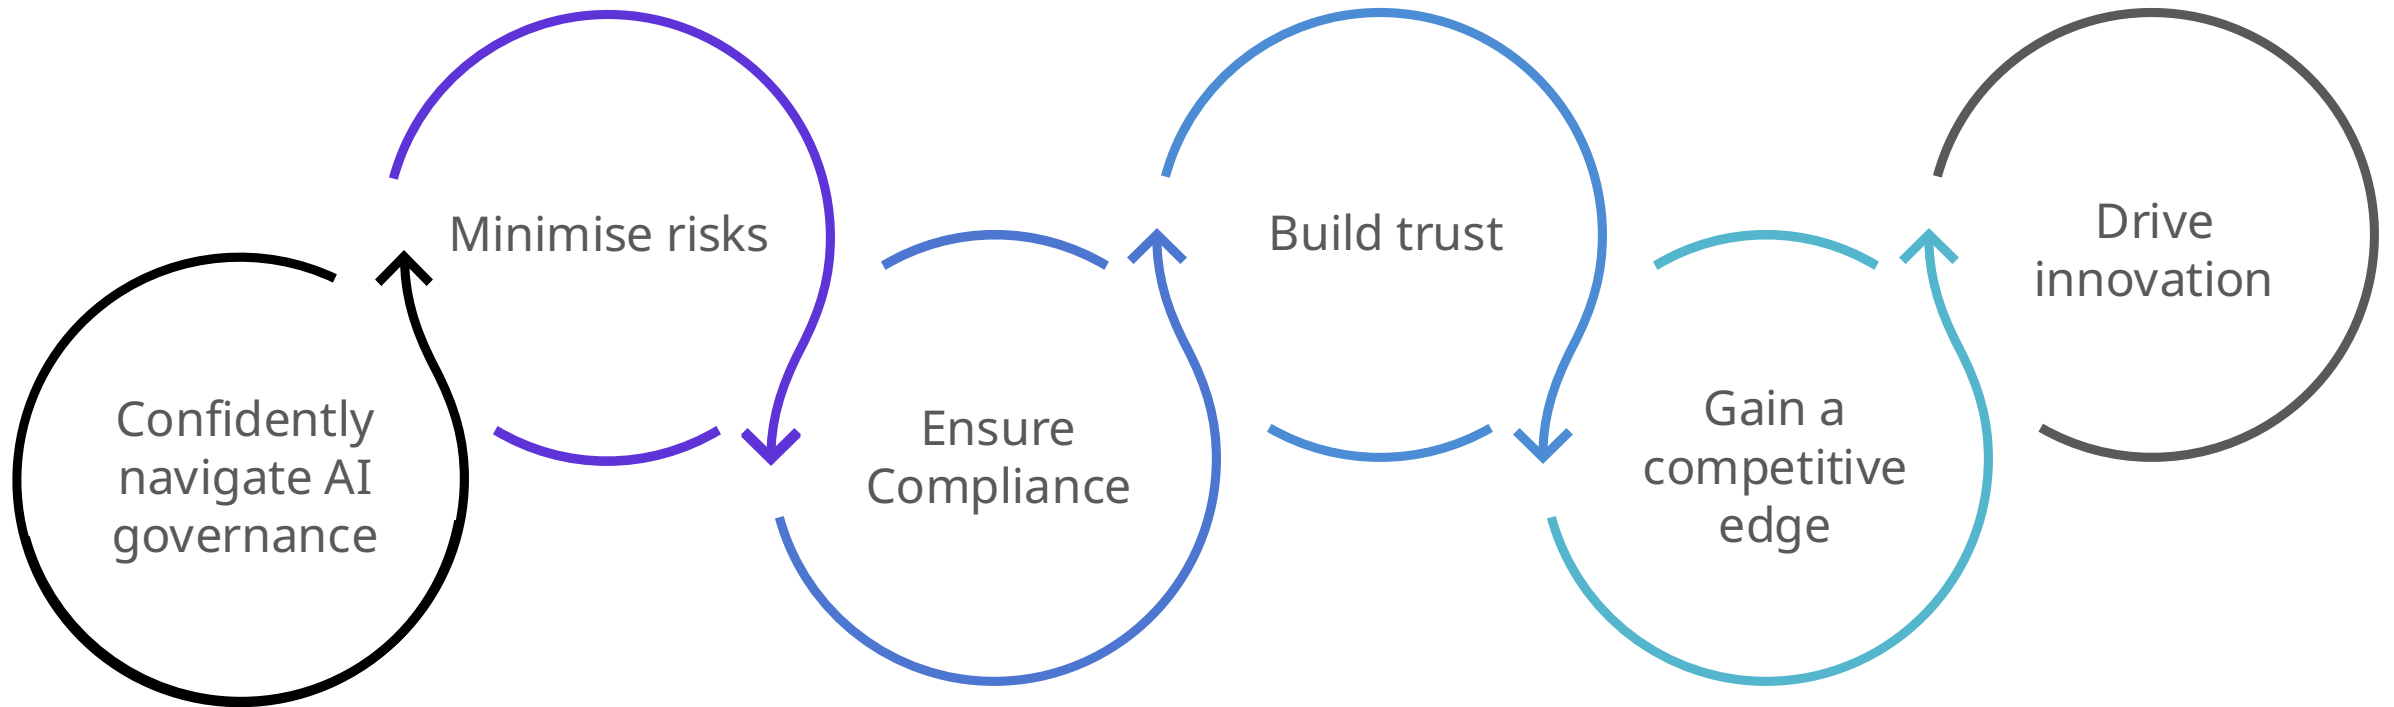 Confidently
navigate AI
governance
Minimise risks
Ensure
Compliance
Build trust
Gain a
competitive
edge
Drive
innovation